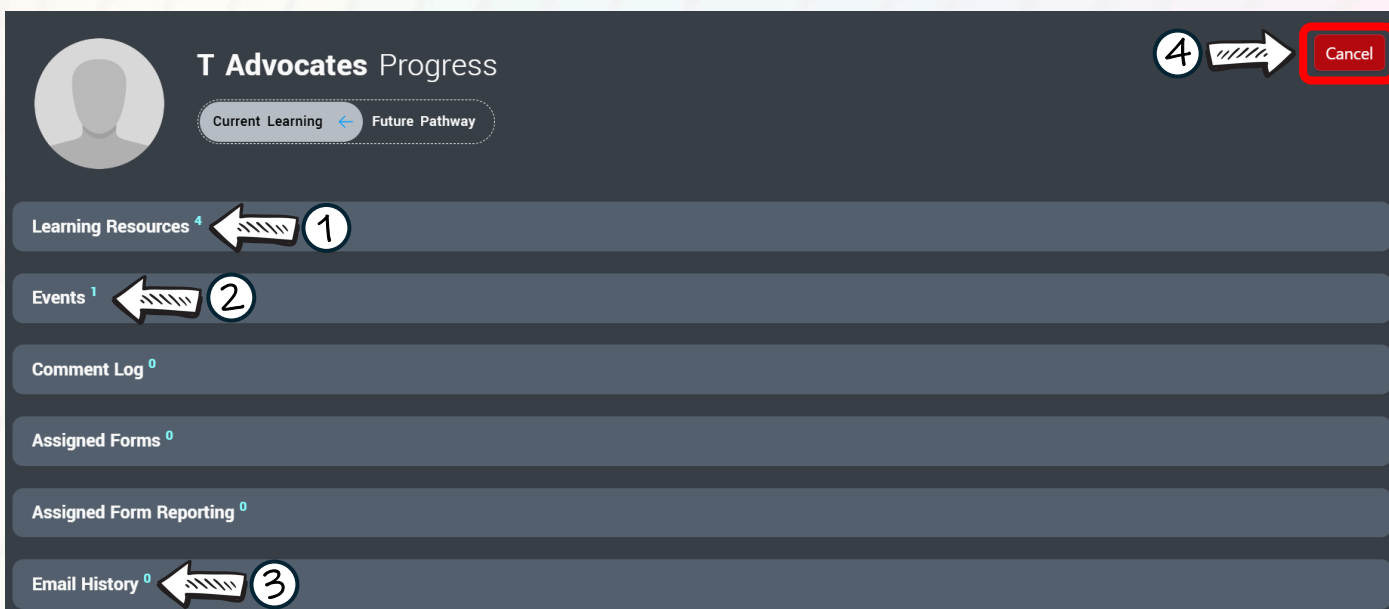 T Advocates Progress
4
Cancel
Current Learning ← Future Pathway
Learning Resources 4
1
Events 1
2
Comment Log 0
Assigned Forms 0
Assigned Form Reporting 0
Email History 0
3